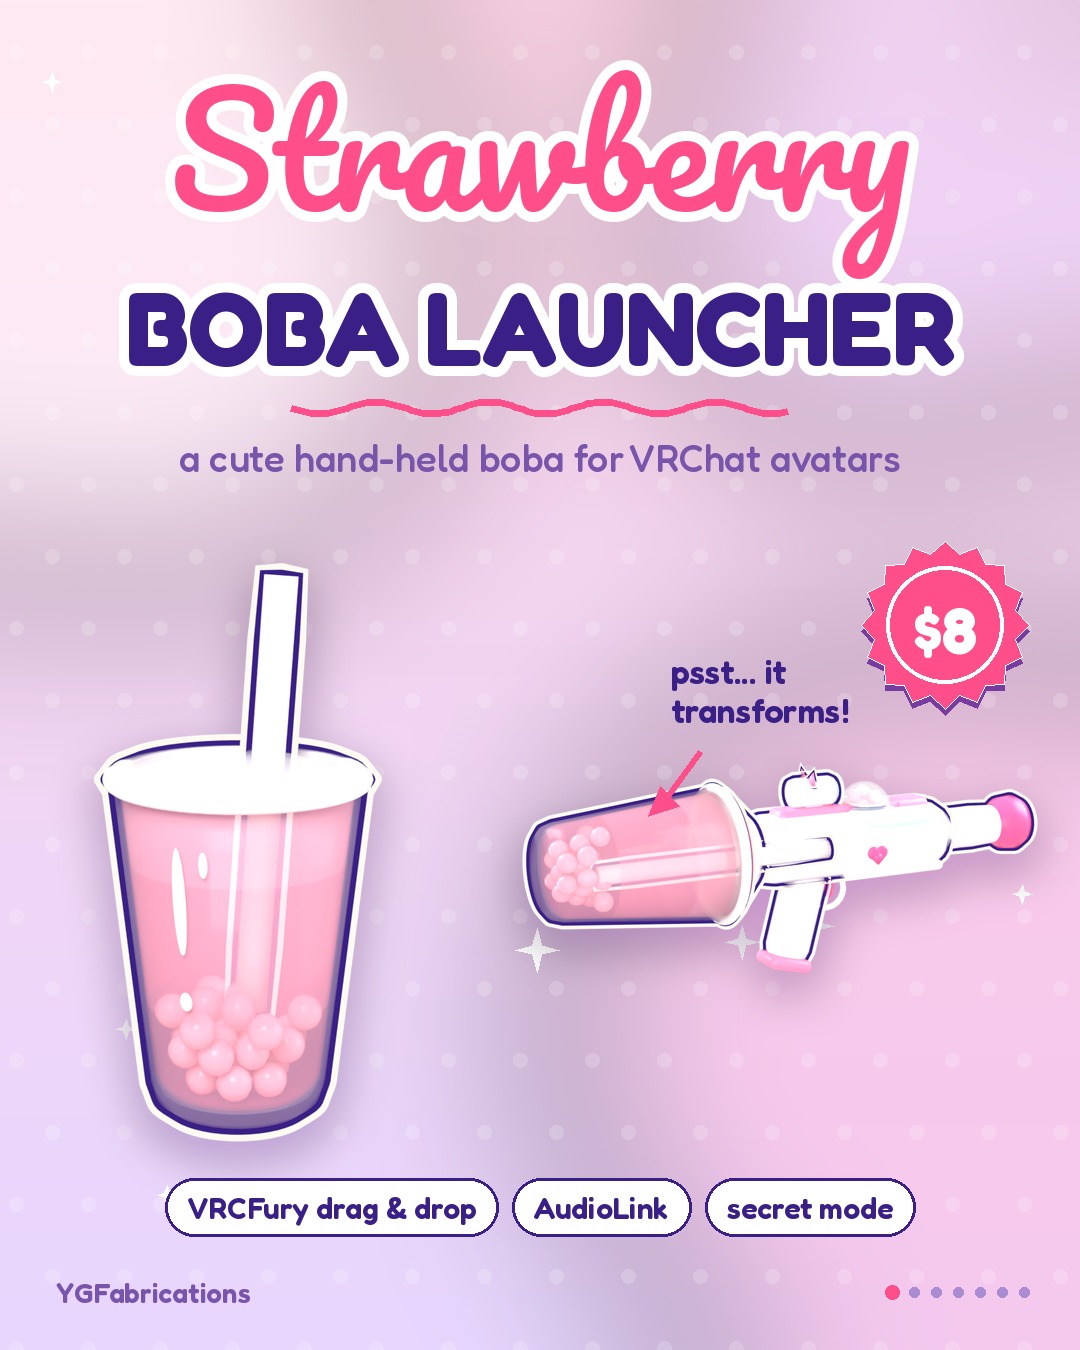 Strawberry
BOBA LAUNCHER
a cute hand-held boba for VRChat avatars
$8
psst... it
transforms!
VRCFury drag & drop
AudioLink
secret mode
YGFabrications